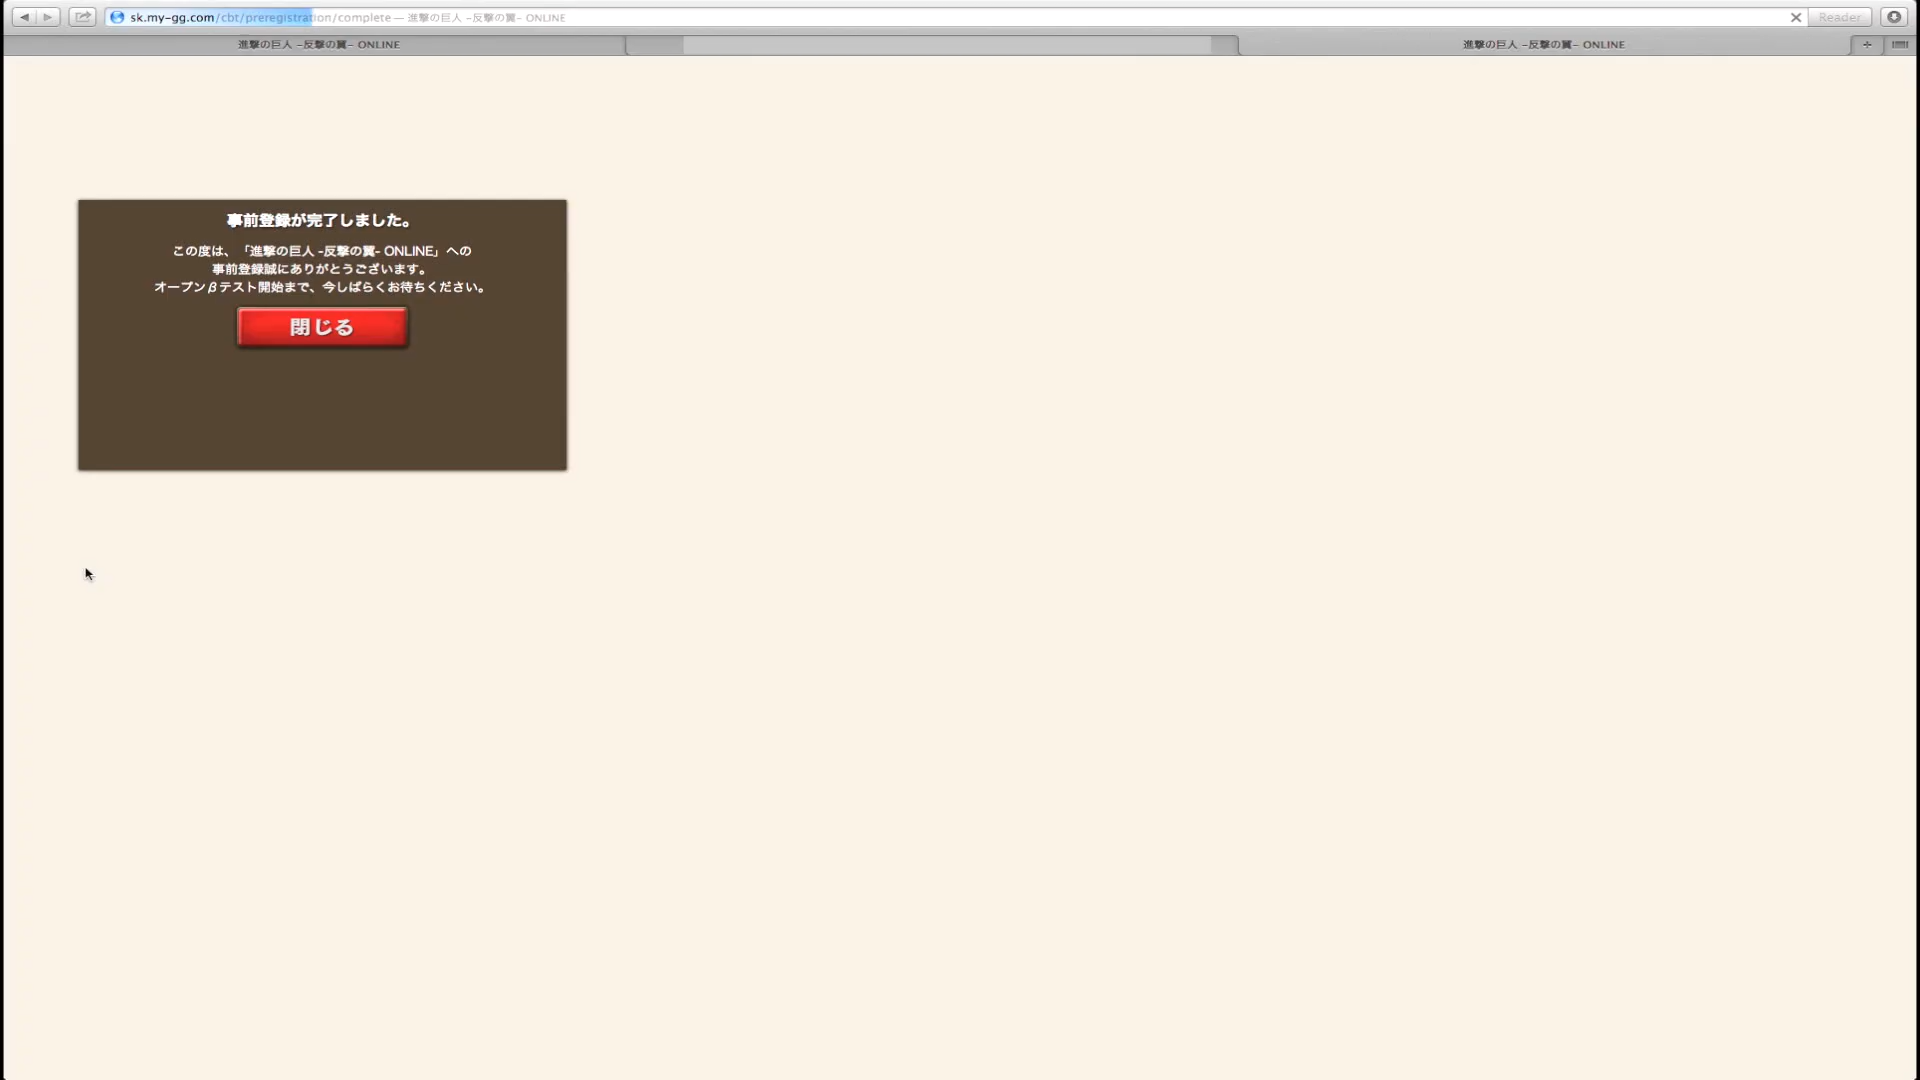 sk.my-gg.com/cbt/preregistration/complete — 進撃の巨人 -反撃の翼- ONLINE
Reader
進撃の巨人 -反撃の翼- ONLINE
進撃の巨人 -反撃の翼- ONLINE
事前登録が完了しました。
この度は、「進撃の巨人 -反撃の翼- ONLINE」への
事前登録誠にありがとうございます。
オープンβテスト開始まで、今しばらくお待ちください。
閉じる